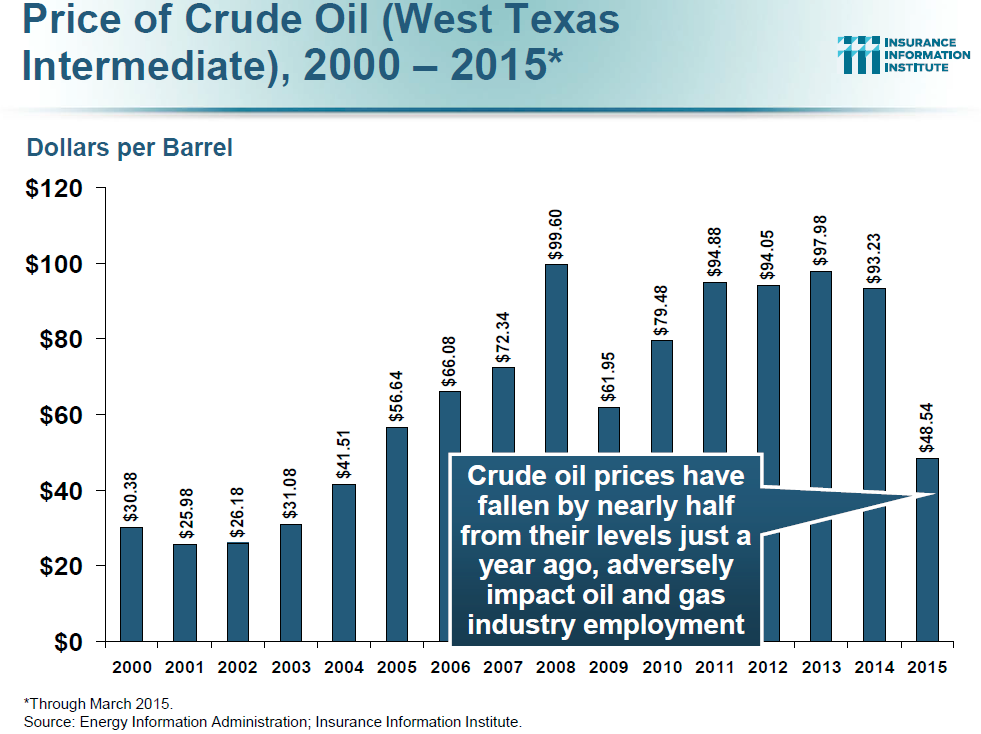 Price of Crude Oil (West Texas
Intermediate), 2000 – 2015*
INSURANCE
INFORMATION
INSTITUTE
Dollars per Barrel
$120
$100
$80
$60
$40
$20
$0
$30.38
$25.98
$26.18
$31.08
$41.51
$56.64
$66.08
$72.34
$99.60
$61.95
$79.48
$94.88
$94.05
$97.98
$93.23
$48.54
Crude oil prices have
fallen by nearly half
from their levels just a
year ago, adversely
impact oil and gas
industry employment
2000 2001 2002 2003 2004 2005 2006 2007 2008 2009 2010 2011 2012 2013 2014 2015
*Through March 2015.
Source: Energy Information Administration; Insurance Information Institute.